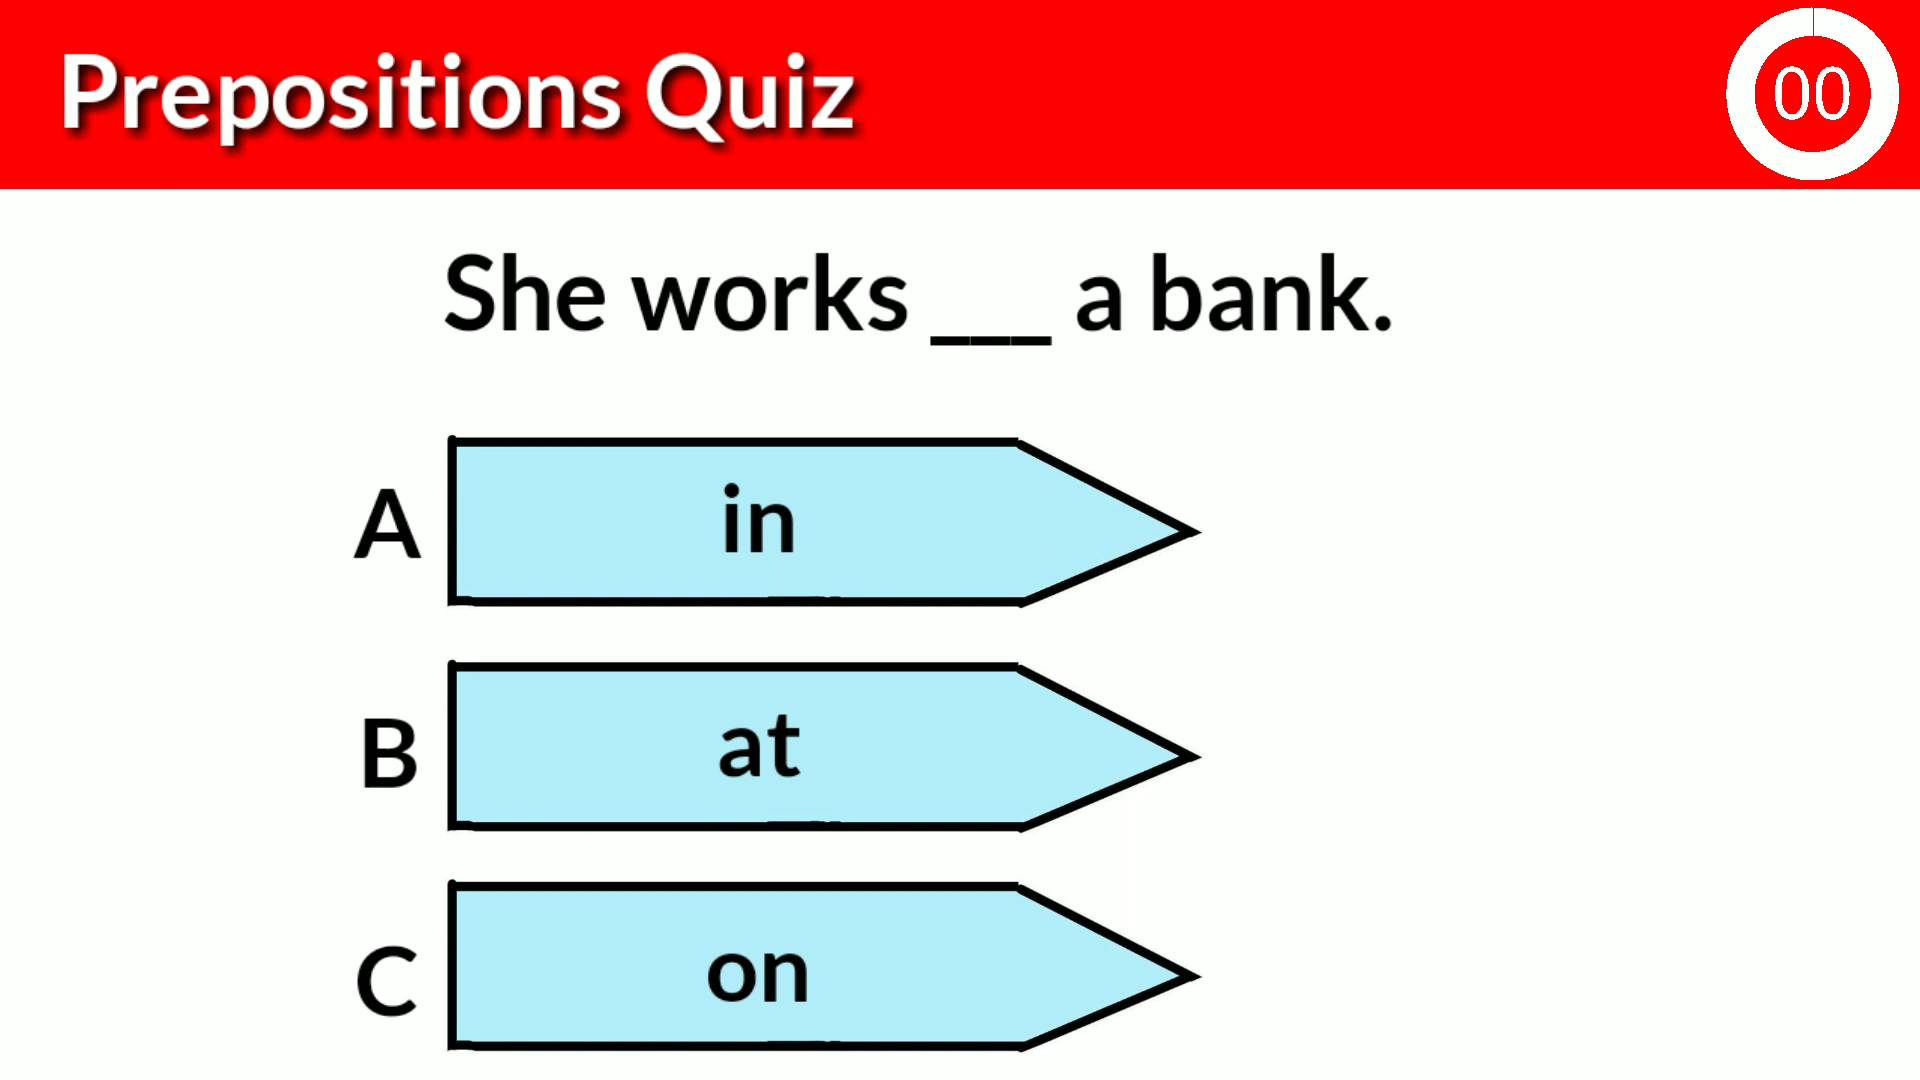 Prepositions Quiz
00
She works ___ a bank.
A in
B at
C on